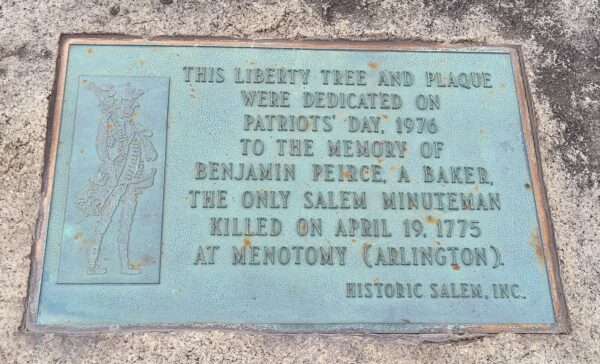 THIS LIBERTY TREE AND PLAQUE
WERE DEDICATED ON
PATRIOTS' DAY, 1976
TO THE MEMORY OF
BENJAMIN PEIRCE, A BAKER,
THE ONLY SALEM MINUTEMAN
KILLED ON APRIL 19, 1775
AT MENOTOMY (ARLINGTON).
HISTORIC SALEM, INC.